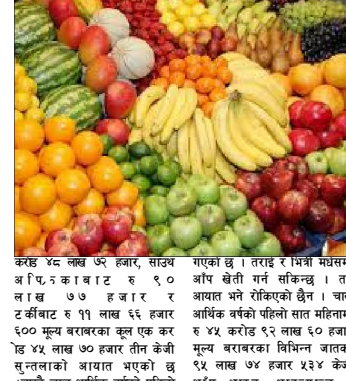 करोड ४८ लाख ७२ हजार, साउथ
अफ्रिकाबाट रु ९०
लाख ७७ हजार र
टर्कीबाट रु ११ लाख ६६ हजार
६०० मूल्य बराबरका कूल एक कर
ोड ४५ लाख ७० हजार तीन केजी
सुन्तलाको आयात भएको छ
गएको छ । तराई र भित्री मधेसम
आँप खेती गर्न सकिन्छ । त
आयात भने रोकिएको छैन । चाल
आर्थिक वर्षको पहिलो सात महिनाम
रु ४५ करोड ९२ लाख ६० हजा
मूल्य बराबरका विभिन्न जातक
९५ लाख ७४ हजार ५३४ केज